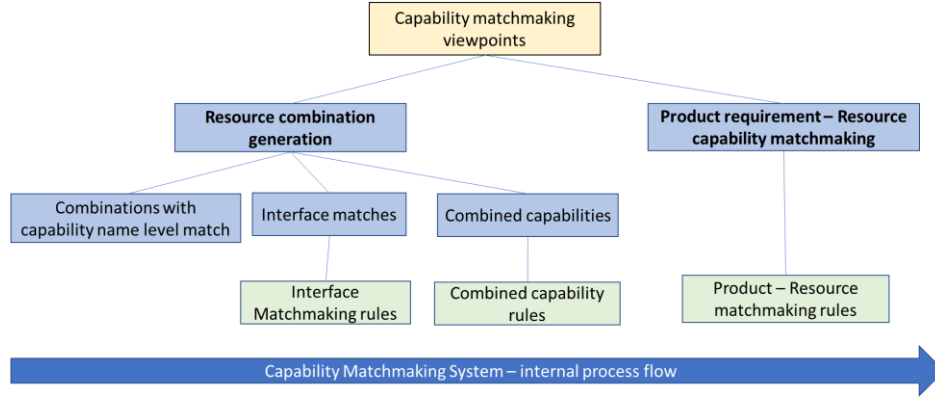 Capability matchmaking
viewpoints
Resource combination
generation
Product requirement – Resource
capability matchmaking
Combinations with
capability name level match
Interface matches
Combined capabilities
Interface
Matchmaking rules
Combined capability
rules
Product – Resource
matchmaking rules
Capability Matchmaking System – internal process flow